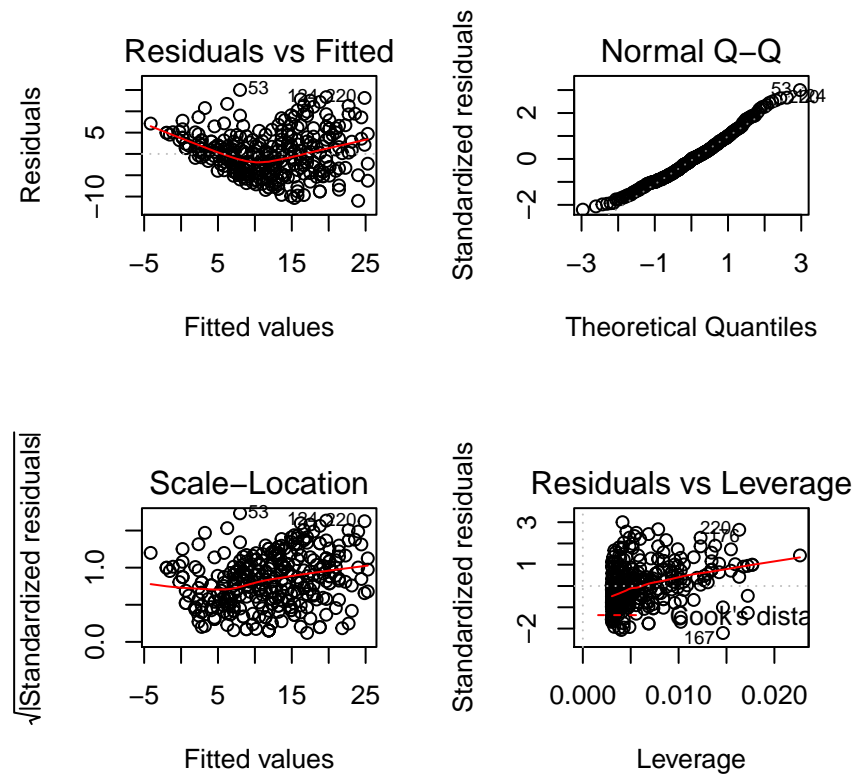 Residuals vs Fitted
Residuals
5
−10
53
220
−5 5 15 25
Fitted values
Normal Q−Q
Standardized residuals
2
0
−2
53
−3 −1 1 3
Theoretical Quantiles
Scale−Location
√|Standardized residuals|
1.0
0.0
53
220
−5 5 15 25
Fitted values
Residuals vs Leverage
Standardized residuals
3
1
−2
220
176
Cook's dista
167
0.000 0.010 0.020
Leverage